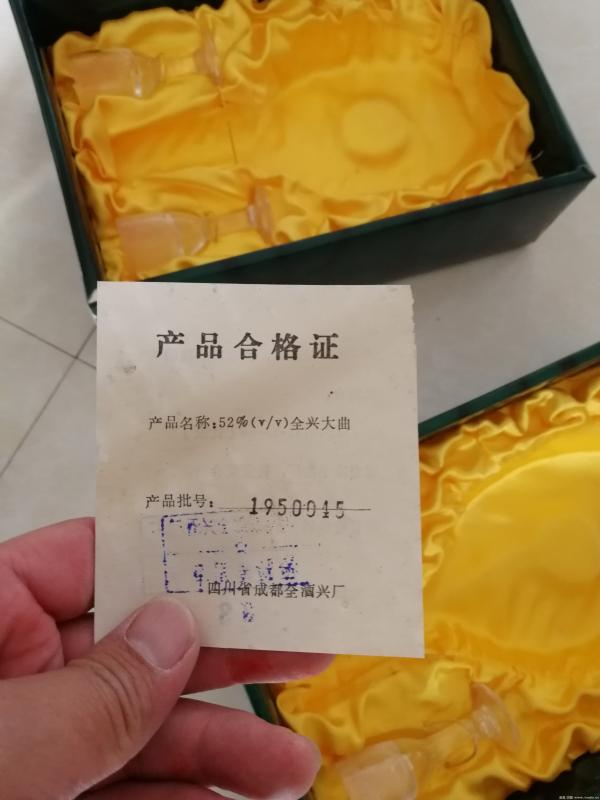 产品合格证
产品名称:52%(v/v)全兴大曲
产品批号: 1950045
四川省成都全酒兴厂